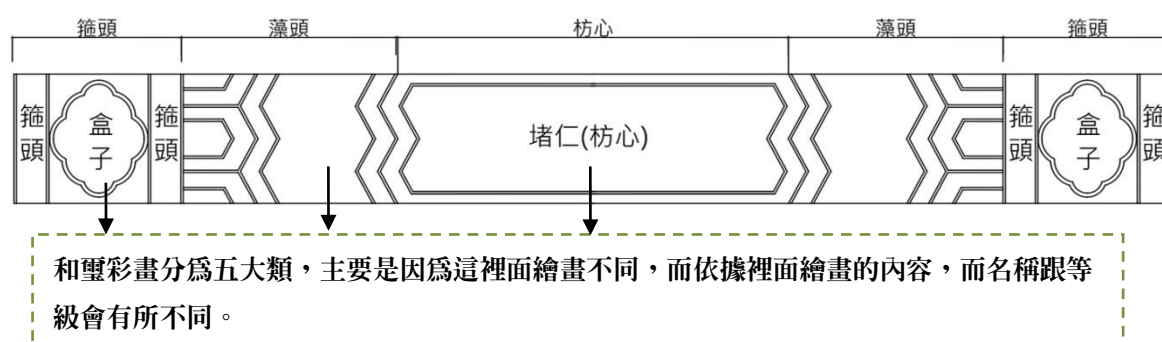 箍頭 藻頭 枋心 藻頭 箍頭
箍頭 盒子 箍頭 堵仁(枋心) 箍頭 盒子 箍頭
和璽彩畫分為五大類，主要是因為這裡面繪畫不同，而依據裡面繪畫的內容，而名稱跟等
級會有所不同。